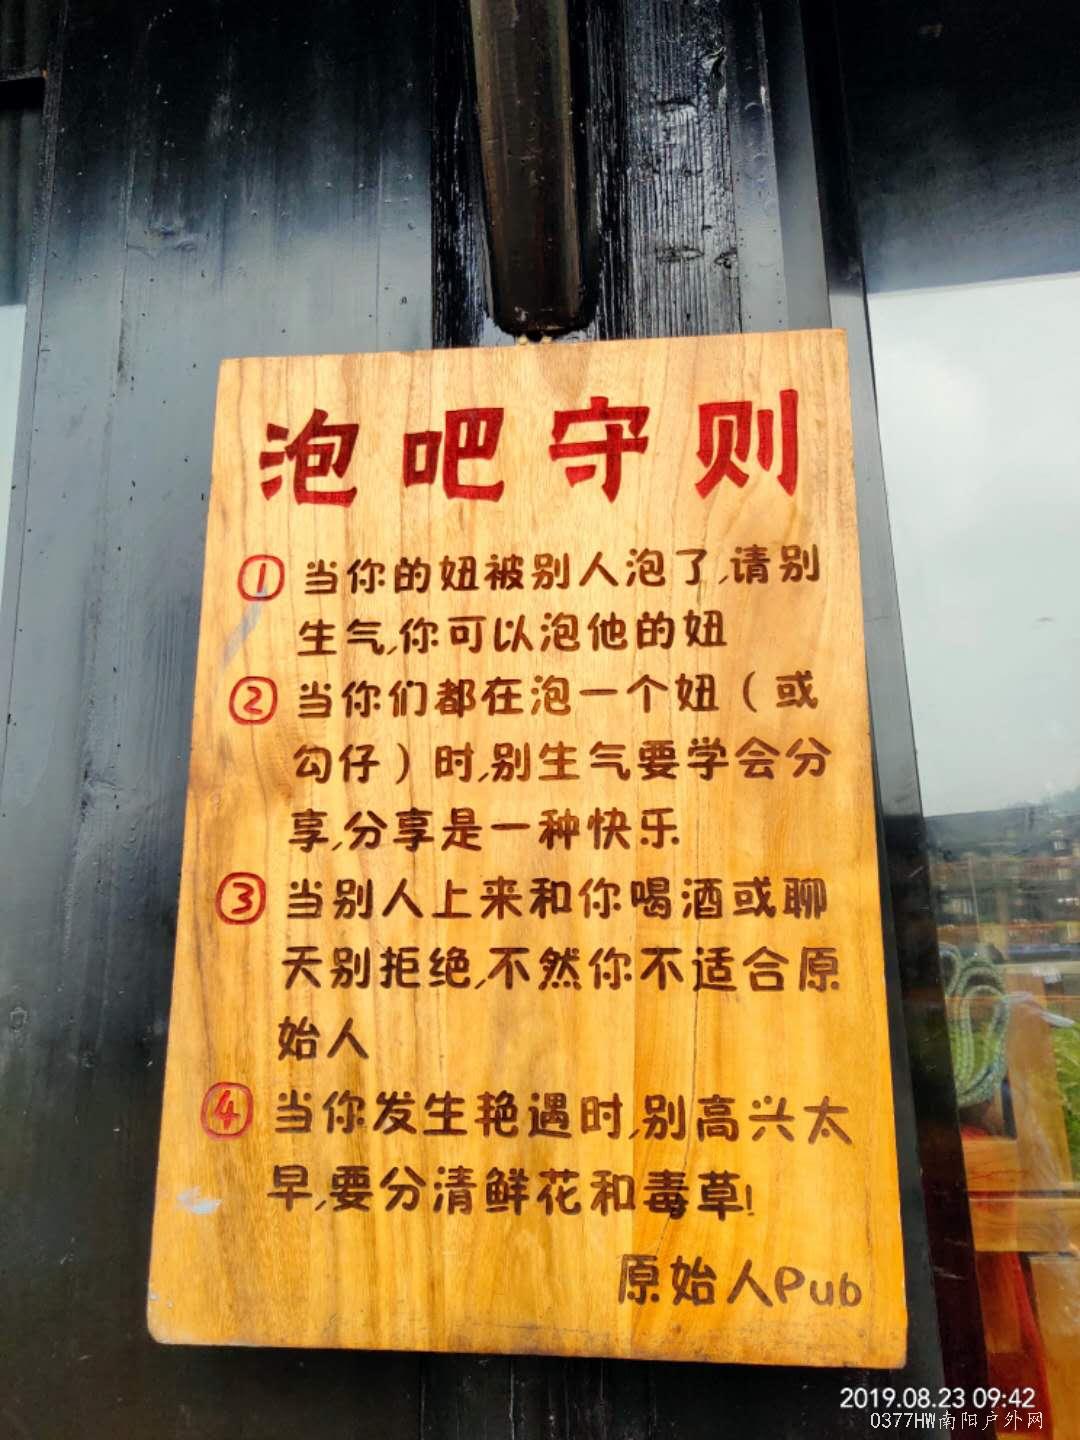 泡吧守则
① 当你的妞被别人泡了,请别
生气,你可以泡他的妞
② 当你们都在泡一个妞(或
勾仔)时,别生气要学会分
享,分享是一种快乐
③ 当别人上来和你喝酒或聊
天别拒绝,不然你不适合原
始人
④ 当你发生艳遇时,别高兴太
早,要分清鲜花和毒草!
原始人Pub
2019.08.23 09:42
0377HW南阳户外网